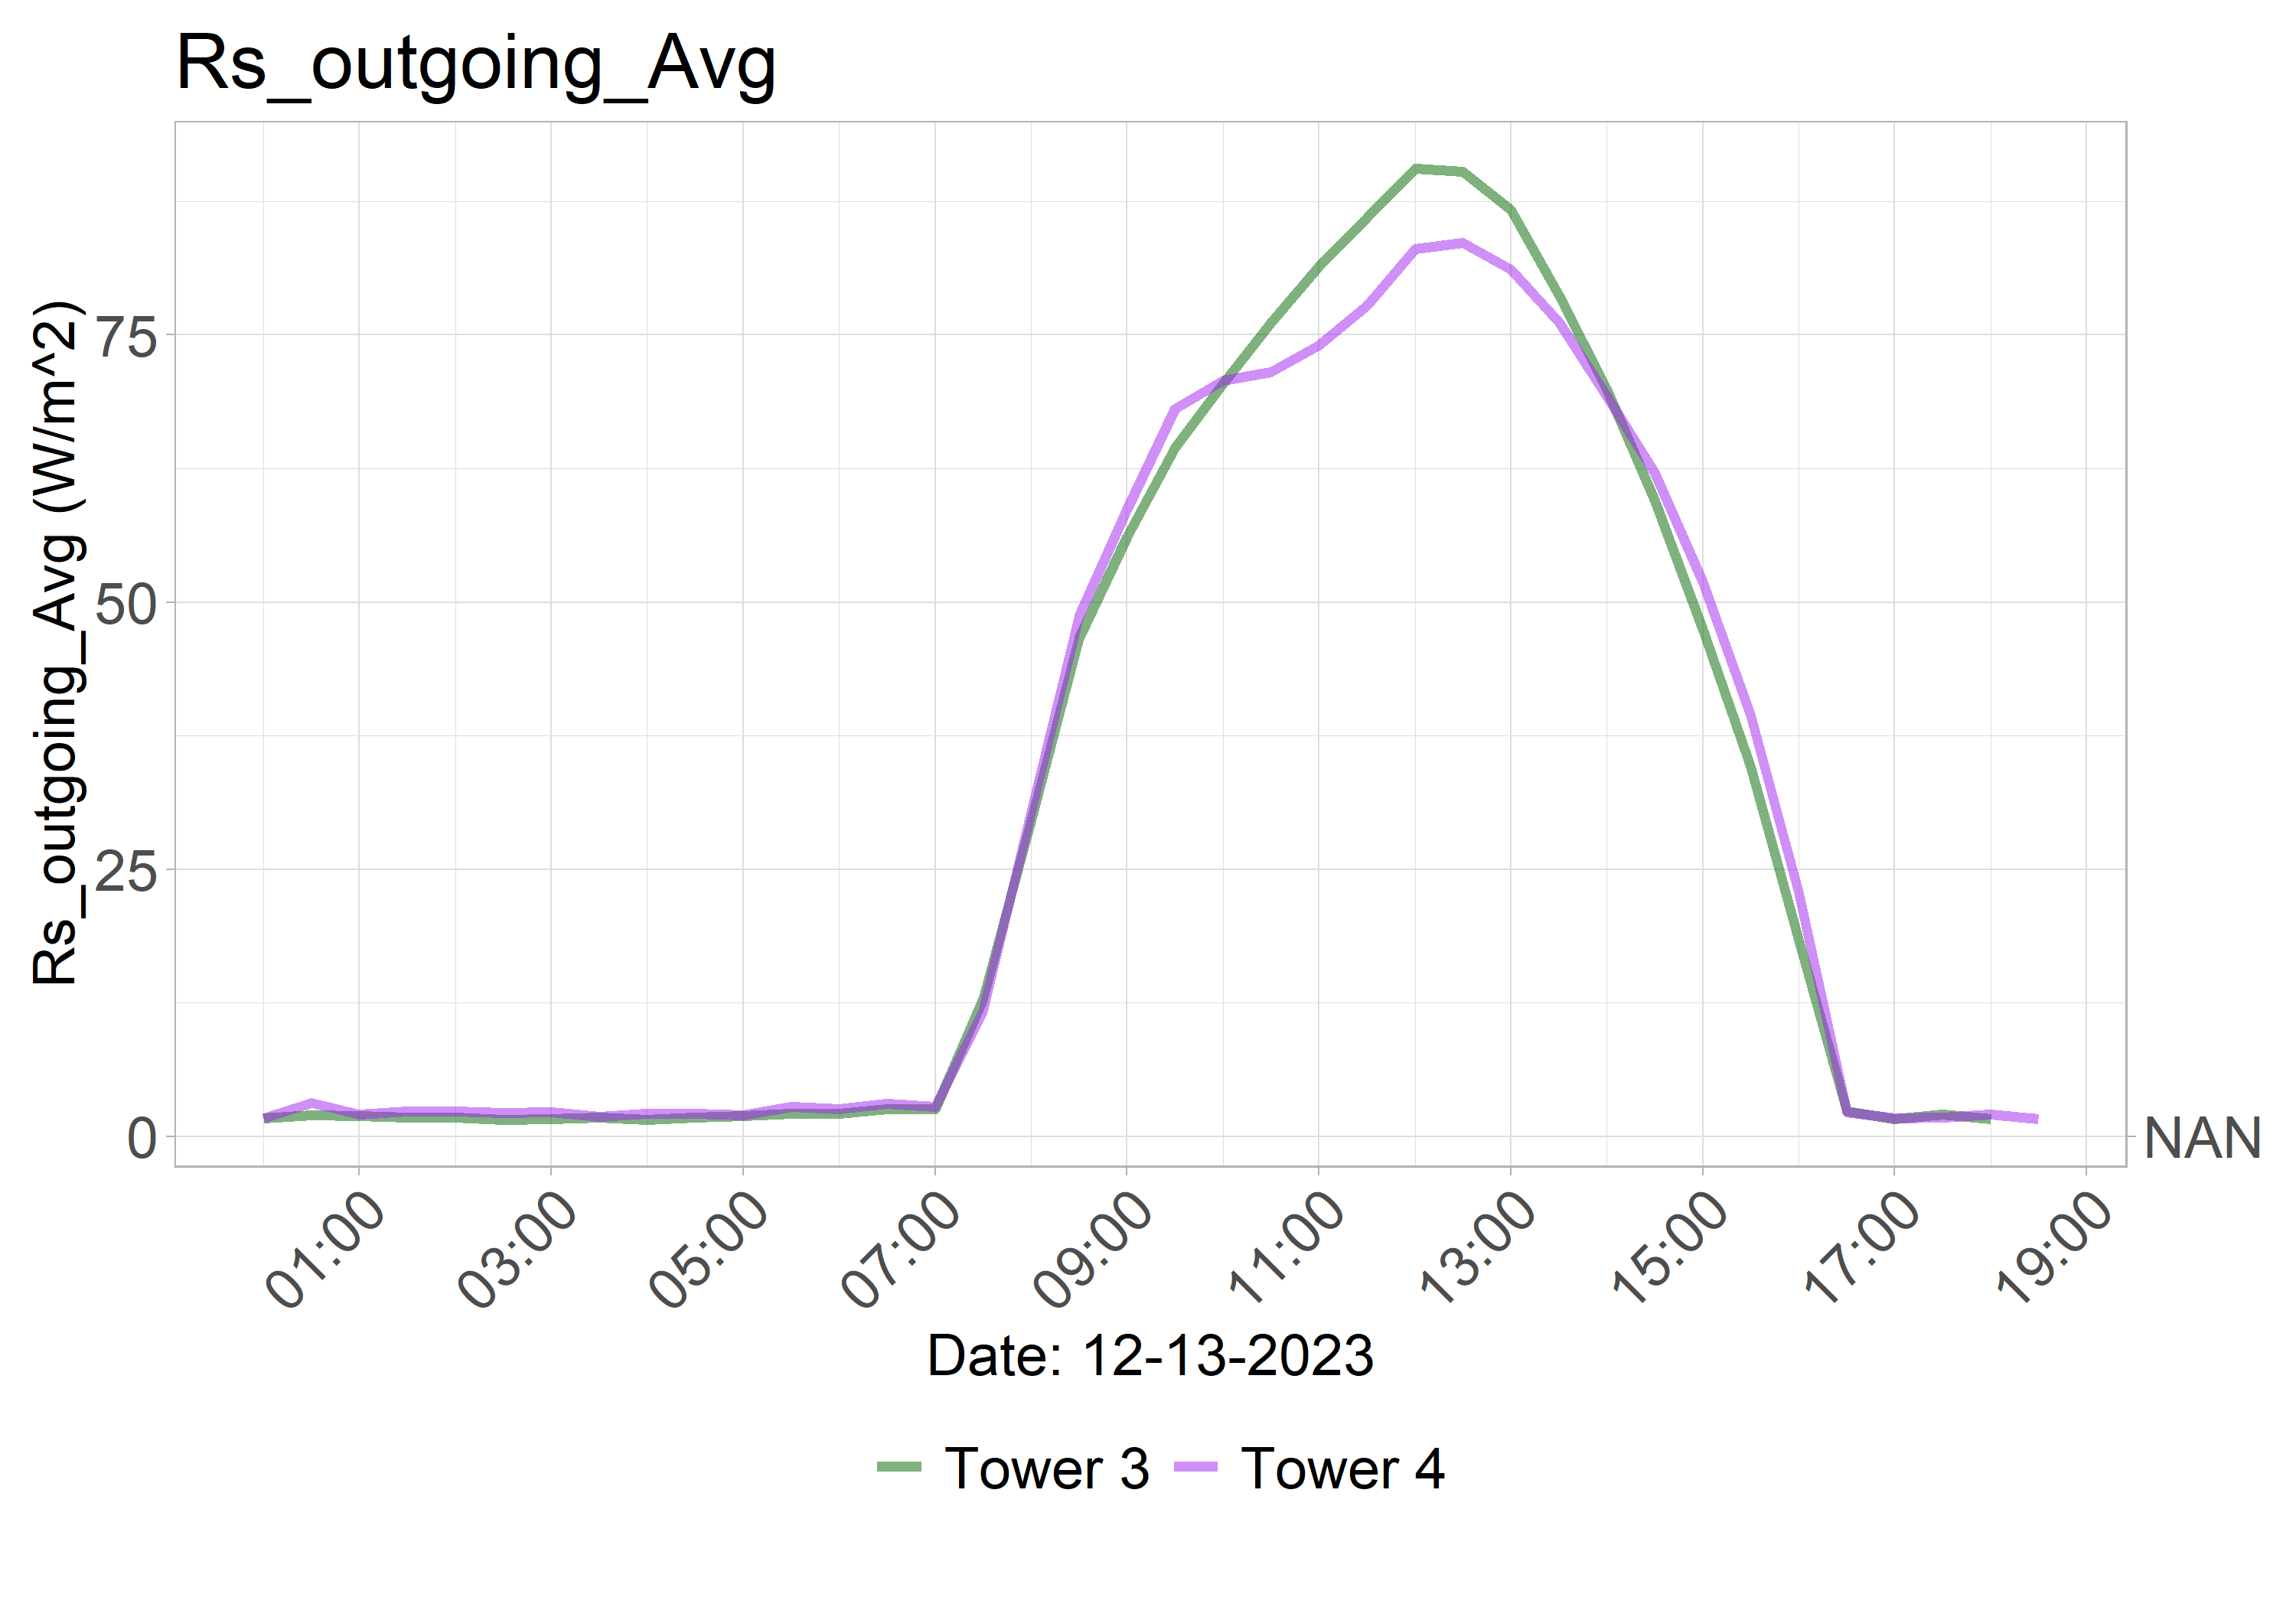 Rs_outgoing_Avg
Rs_outgoing_Avg (W/m^2)
75
50
25
0
NAN
01:00 03:00 05:00 07:00 09:00 11:00 13:00 15:00 17:00 19:00
Date: 12-13-2023
Tower 3 Tower 4